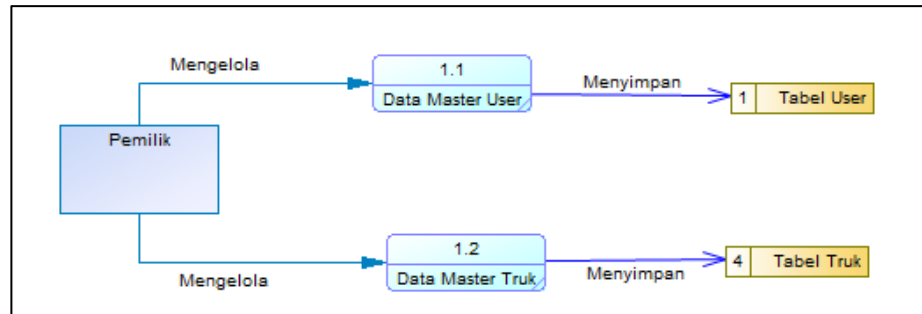 Mengelola
1.1
Data Master User
Menyimpan
1 Tabel User
Pemilik
Mengelola
1.2
Data Master Truk
Menyimpan
4 Tabel Truk